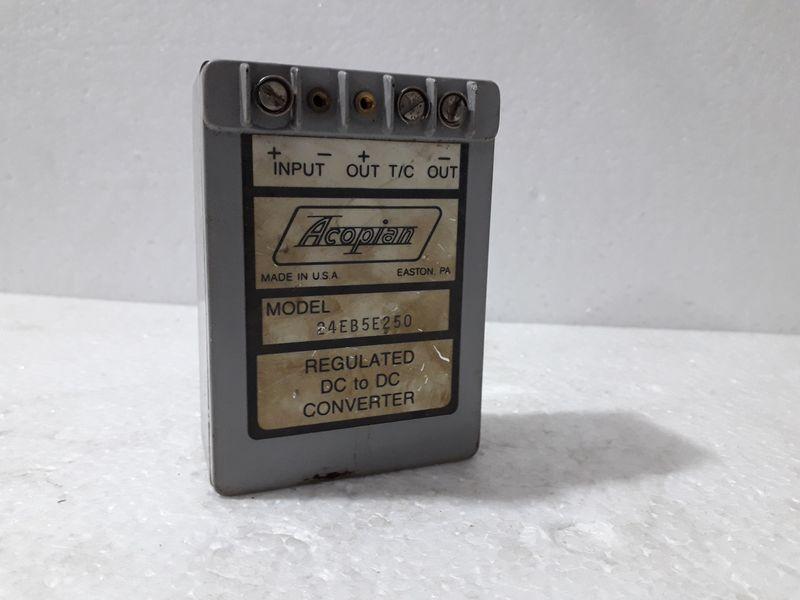 + - + -
INPUT OUT T/C OUT
Acopian
MADE IN U.S.A. EASTON, PA
MODEL
24EB5E250
REGULATED
DC to DC
CONVERTER